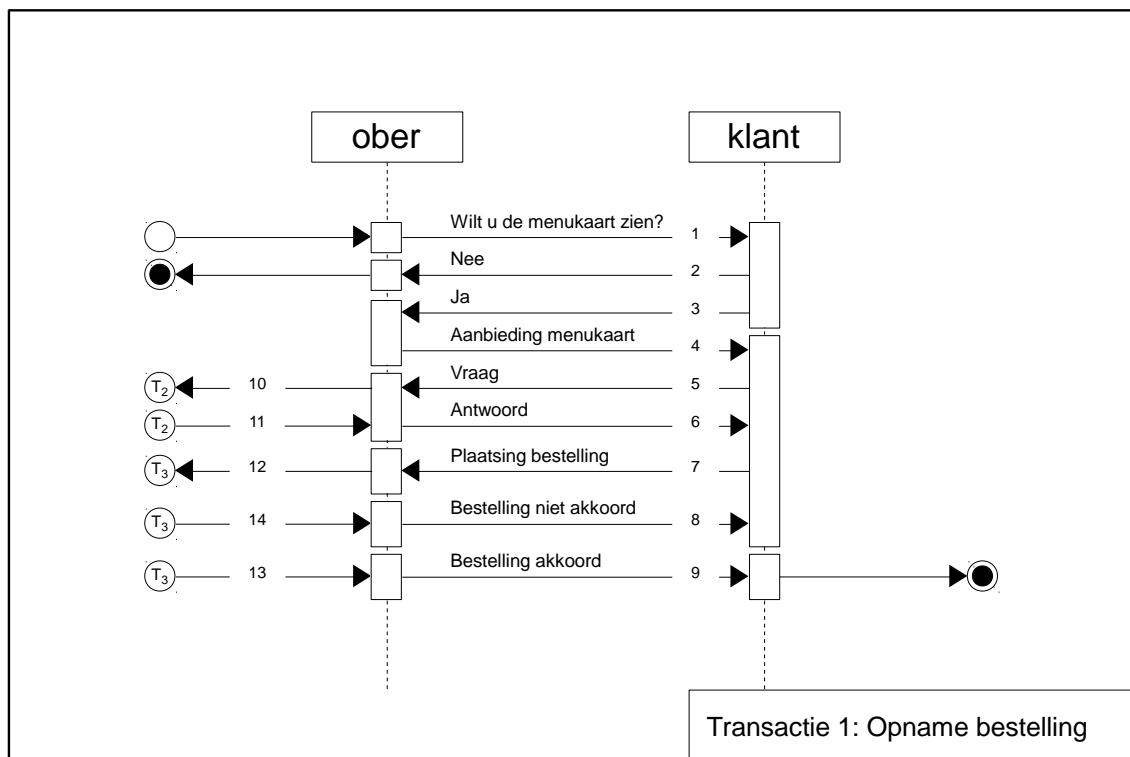 ober klant
Wilt u de menukaart zien? 1
Nee 2
Ja 3
Aanbieding menukaart 4
T2 10 Vraag 5
T2 11 Antwoord 6
T3 12 Plaatsing bestelling 7
T3 14 Bestelling niet akkoord 8
T3 13 Bestelling akkoord 9
Transactie 1: Opname bestelling